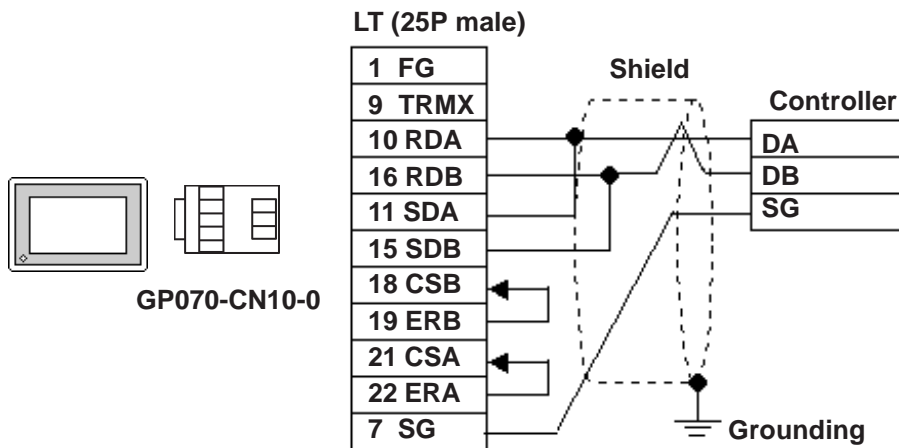 LT (25P male)
1 FG
9 TRMX
10 RDA
16 RDB
11 SDA
15 SDB
18 CSB
19 ERB
21 CSA
22 ERA
7 SG
Shield
Controller
DA
DB
SG
GP070-CN10-0
Grounding